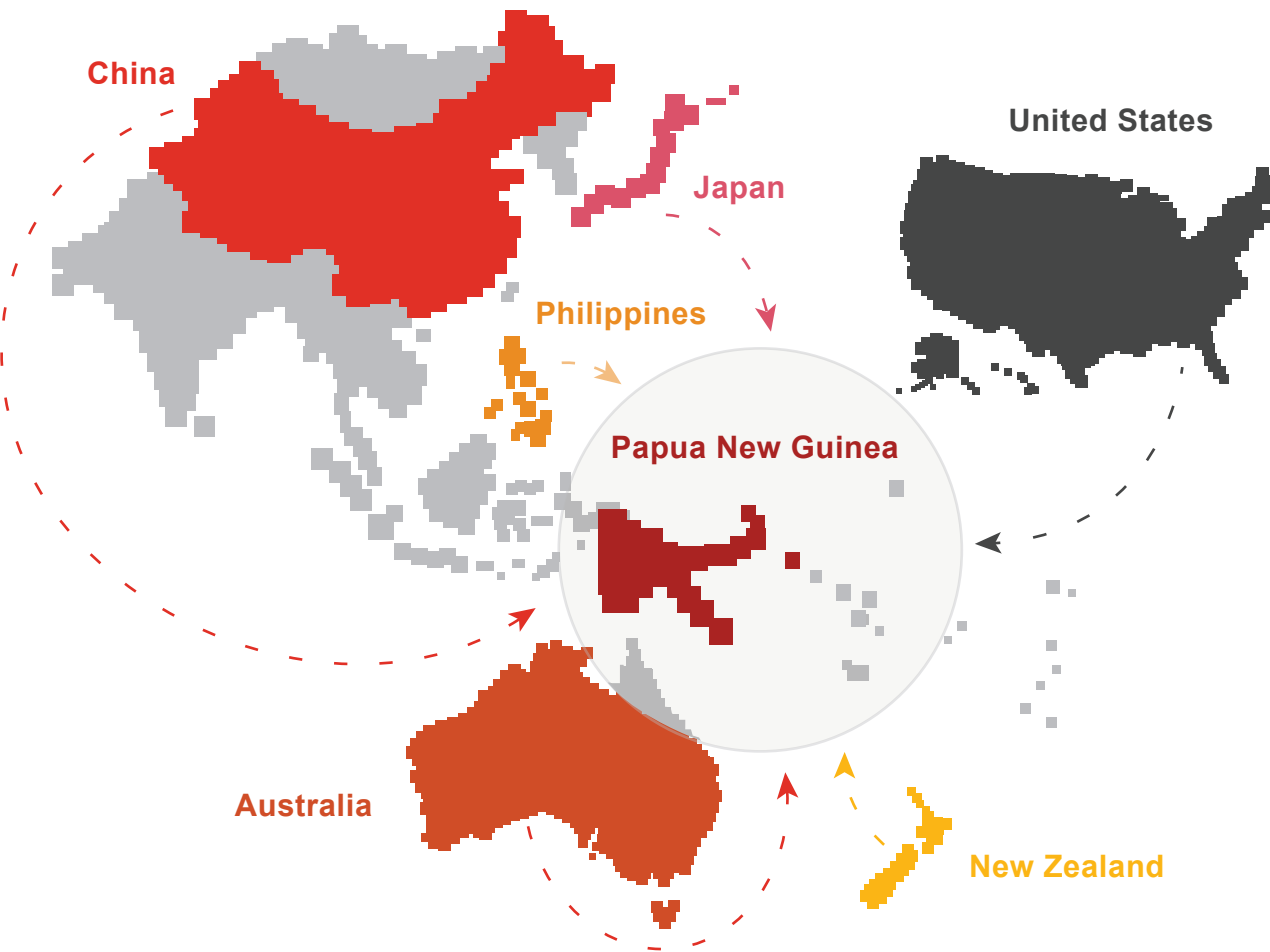 China
United States
Japan
Philippines
Papua New Guinea
Australia
New Zealand